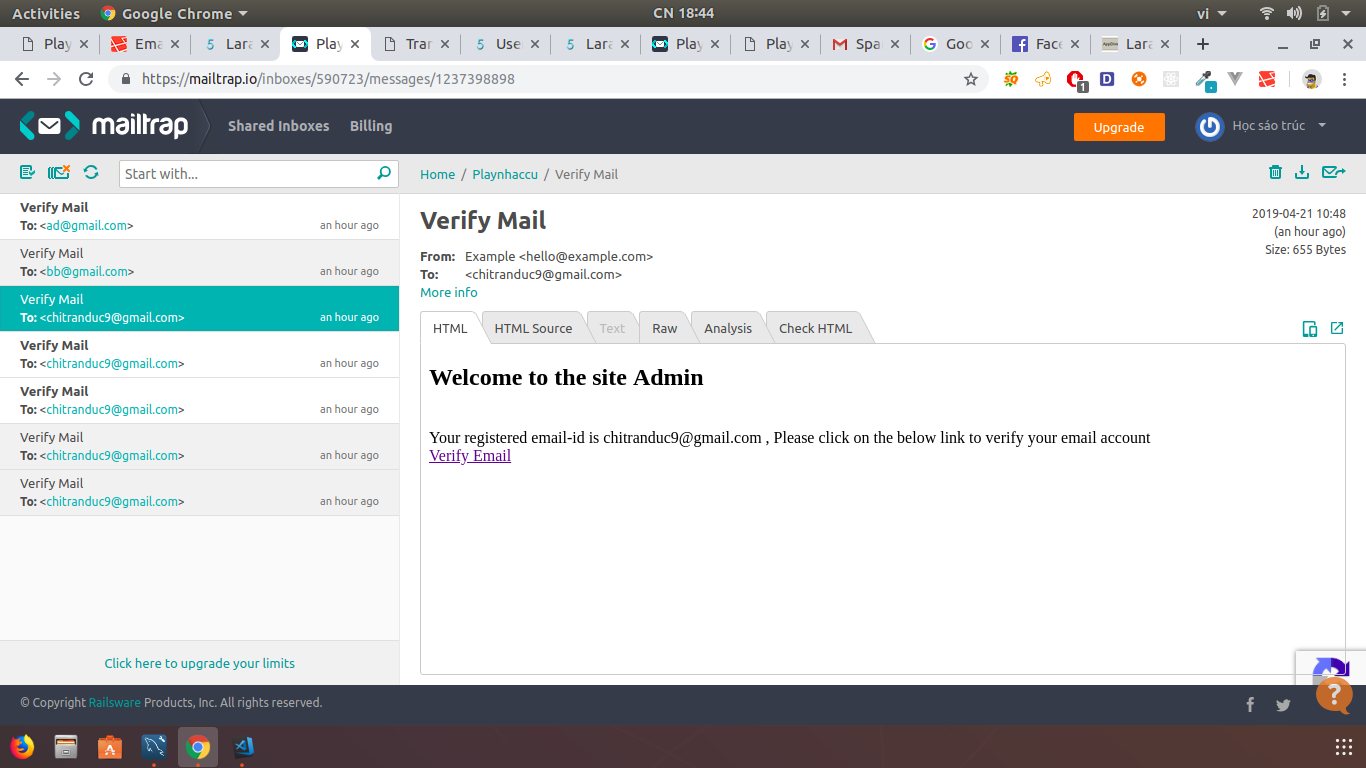 Activities Google Chrome CN 18:44 vi
Play Ema Lara Play Tran Use Lara Play Play Spa Goo Face Lara
https://mailtrap.io/inboxes/590723/messages/1237398898 1
mailtrap Shared Inboxes Billing Upgrade Học sáo trúc
Start with...
Home / Playnhaccu / Verify Mail
Verify Mail
To: <ad@gmail.com> an hour ago
Verify Mail
To: <bb@gmail.com> an hour ago
Verify Mail
To: <chitranduc9@gmail.com> an hour ago
Verify Mail
To: <chitranduc9@gmail.com> an hour ago
Verify Mail
To: <chitranduc9@gmail.com> an hour ago
Verify Mail
To: <chitranduc9@gmail.com> an hour ago
Verify Mail
To: <chitranduc9@gmail.com> an hour ago
Click here to upgrade your limits
Verify Mail
2019-04-21 10:48
(an hour ago)
Size: 655 Bytes
From: Example <hello@example.com>
To: <chitranduc9@gmail.com>
More info
HTML HTML Source Text Raw Analysis Check HTML
Welcome to the site Admin
Your registered email-id is chitranduc9@gmail.com , Please click on the below link to verify your email account
Verify Email
© Copyright Railsware Products, Inc. All rights reserved.
?